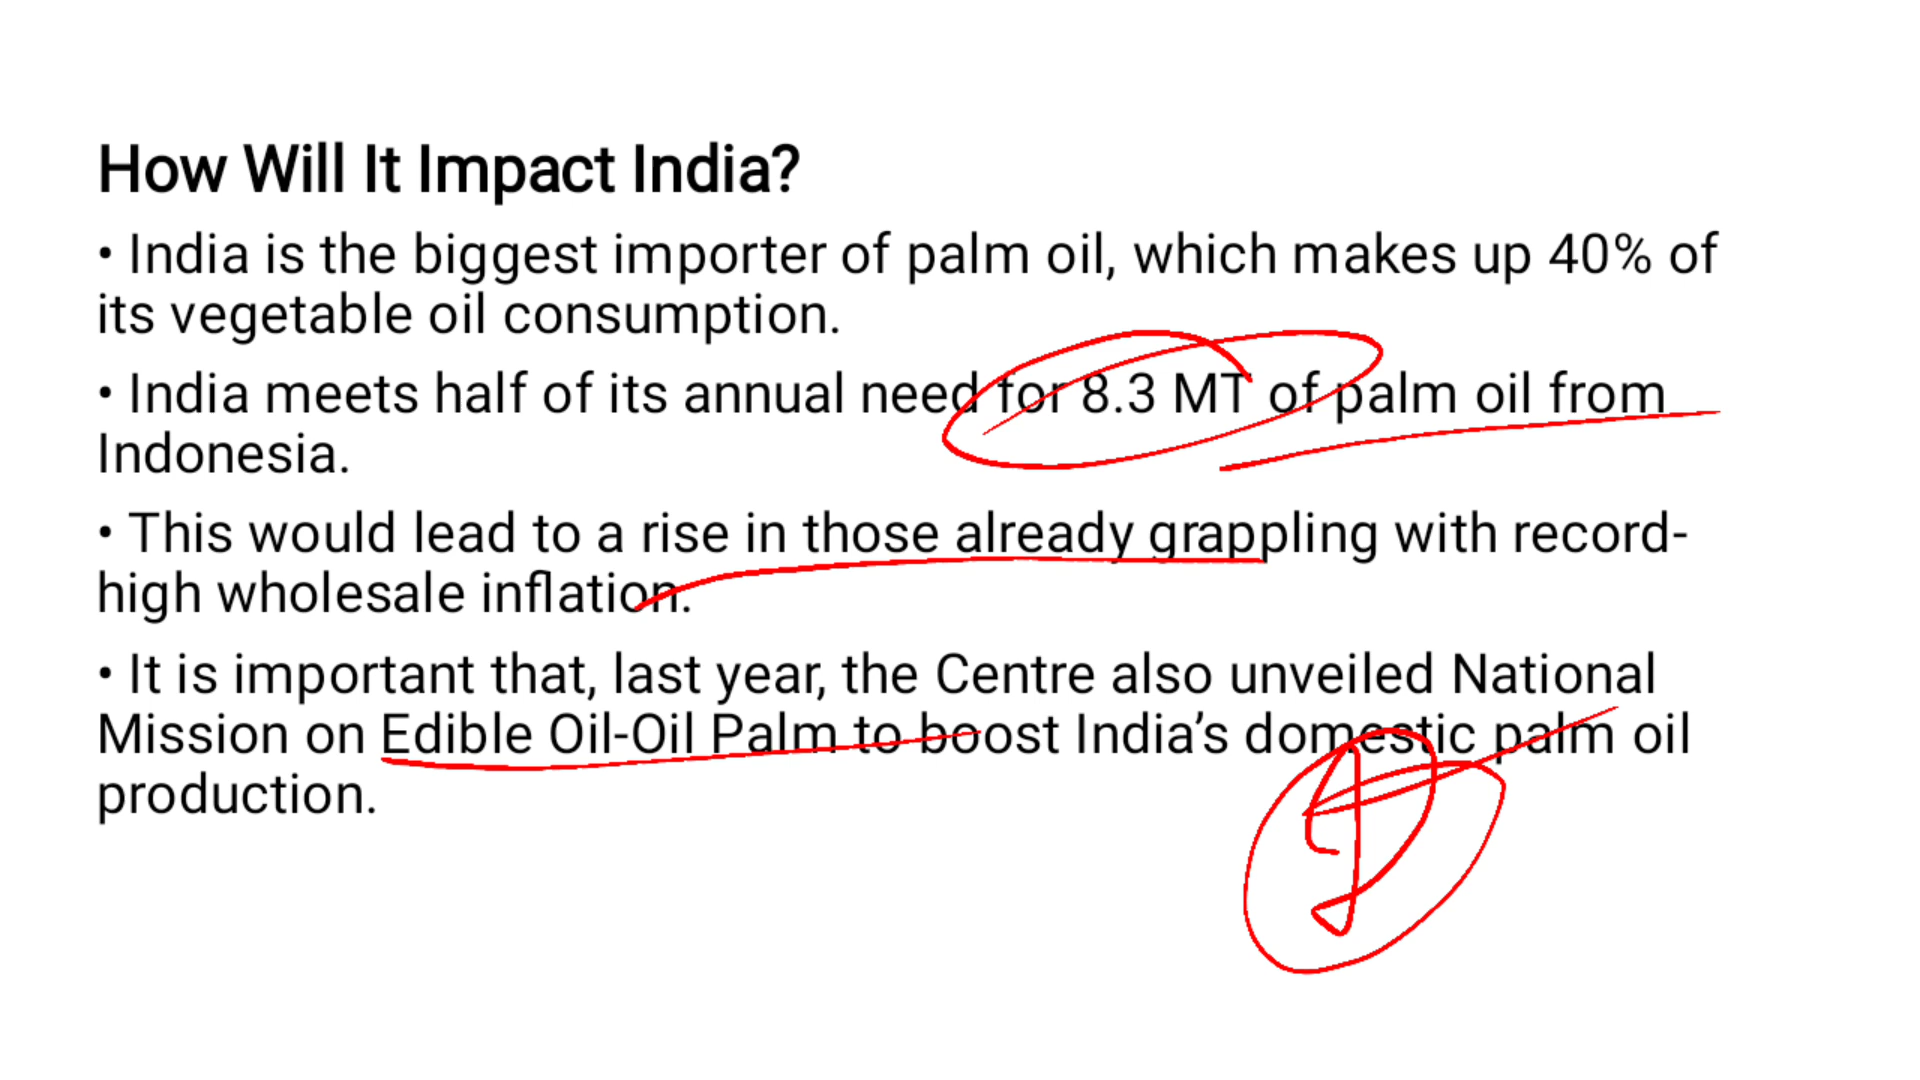 How Will It Impact India?
• India is the biggest importer of palm oil, which makes up 40% of
its vegetable oil consumption.
• India meets half of its annual need for 8.3 MT of palm oil from
Indonesia.
• This would lead to a rise in those already grappling with record-
high wholesale inflation.
• It is important that, last year, the Centre also unveiled National
Mission on Edible Oil-Oil Palm to boost India’s domestic palm oil
production.